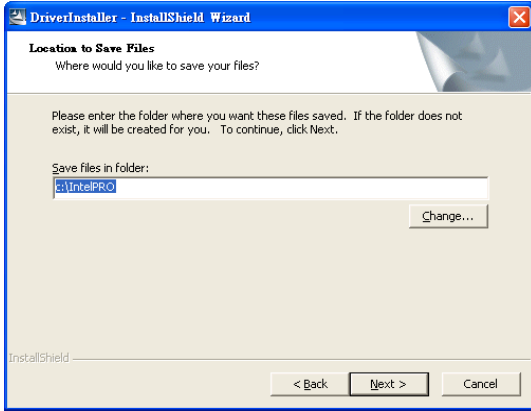 DriverInstaller - InstallShield Wizard
Location to Save Files
Where would you like to save your files?
Please enter the folder where you want these files saved.  If the folder does not
exist, it will be created for you.   To continue, click Next.
Save files in folder:
c:\IntelPRO
Change...
InstallShield
< Back
Next >
Cancel